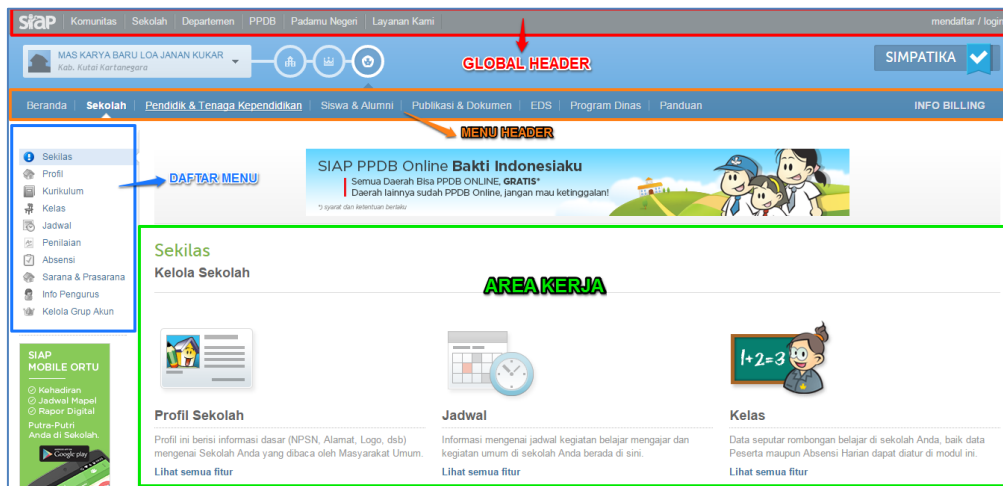 siap Komunitas Sekolah Departemen PPDB Padamu Negeri Layanan Kami mendaftar / login
MAS KARYA BARU LOA JANAN KUKAR
Kab. Kutai Kartanegara
GLOBAL HEADER
SIMPATIKA
Beranda Sekolah Pendidik & Tenaga Kependidikan Siswa & Alumni Publikasi & Dokumen EDS Program Dinas Panduan INFO BILLING
MENU HEADER
Sekilas
Profil
Kurikulum
Kelas
Jadwal
Penilaian
Absensi
Sarana & Prasarana
Info Pengurus
Kelola Grup Akun
DAFTAR MENU
SIAP PPDB Online Bakti Indonesiaku
Semua Daerah Bisa PPDB ONLINE, GRATIS*
Daerah lainnya sudah PPDB Online, jangan mau ketinggalan!
*) syarat dan ketentuan berlaku
Sekilas
Kelola Sekolah
AREA KERJA
1+2=3
Profil Sekolah
Profil ini berisi informasi dasar (NPSN, Alamat, Logo, dsb)
mengenai Sekolah Anda yang dibaca oleh Masyarakat Umum.
Lihat semua fitur
Jadwal
Informasi mengenai jadwal kegiatan belajar mengajar dan
kegiatan umum di sekolah Anda berada di sini.
Lihat semua fitur
Kelas
Data seputar rombongan belajar di sekolah Anda, baik data
Peserta maupun Absensi Harian dapat diatur di modul ini.
Lihat semua fitur
SIAP
MOBILE ORTU
Kehadiran
Jadwal Mapel
Rapor Digital
Putra-Putri
Anda di Sekolah.
Google play